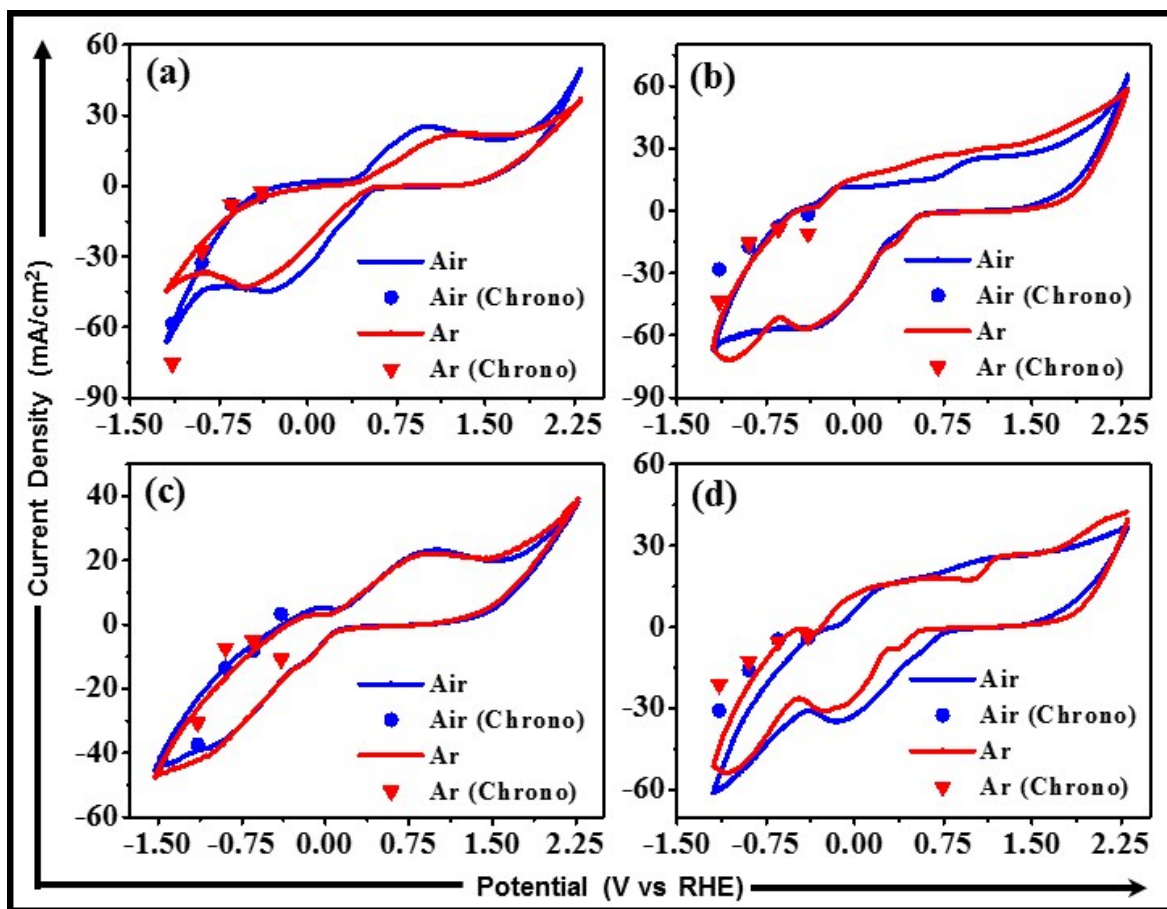 Current Density (mA/cm²)
60
30
0
-30
-60
-90
(a)
Air
Air (Chrono)
Ar
Ar (Chrono)
-1.50 -0.75 0.00 0.75 1.50 2.25
60
30
0
-30
-60
-90
(b)
Air
Air (Chrono)
Ar
Ar (Chrono)
-1.50 -0.75 0.00 0.75 1.50 2.25
40
20
0
-20
-40
-60
(c)
Air
Air (Chrono)
Ar
Ar (Chrono)
-1.50 -0.75 0.00 0.75 1.50 2.25
60
30
0
-30
-60
(d)
Air
Air (Chrono)
Ar
Ar (Chrono)
-1.50 -0.75 0.00 0.75 1.50 2.25
Potential (V vs RHE)